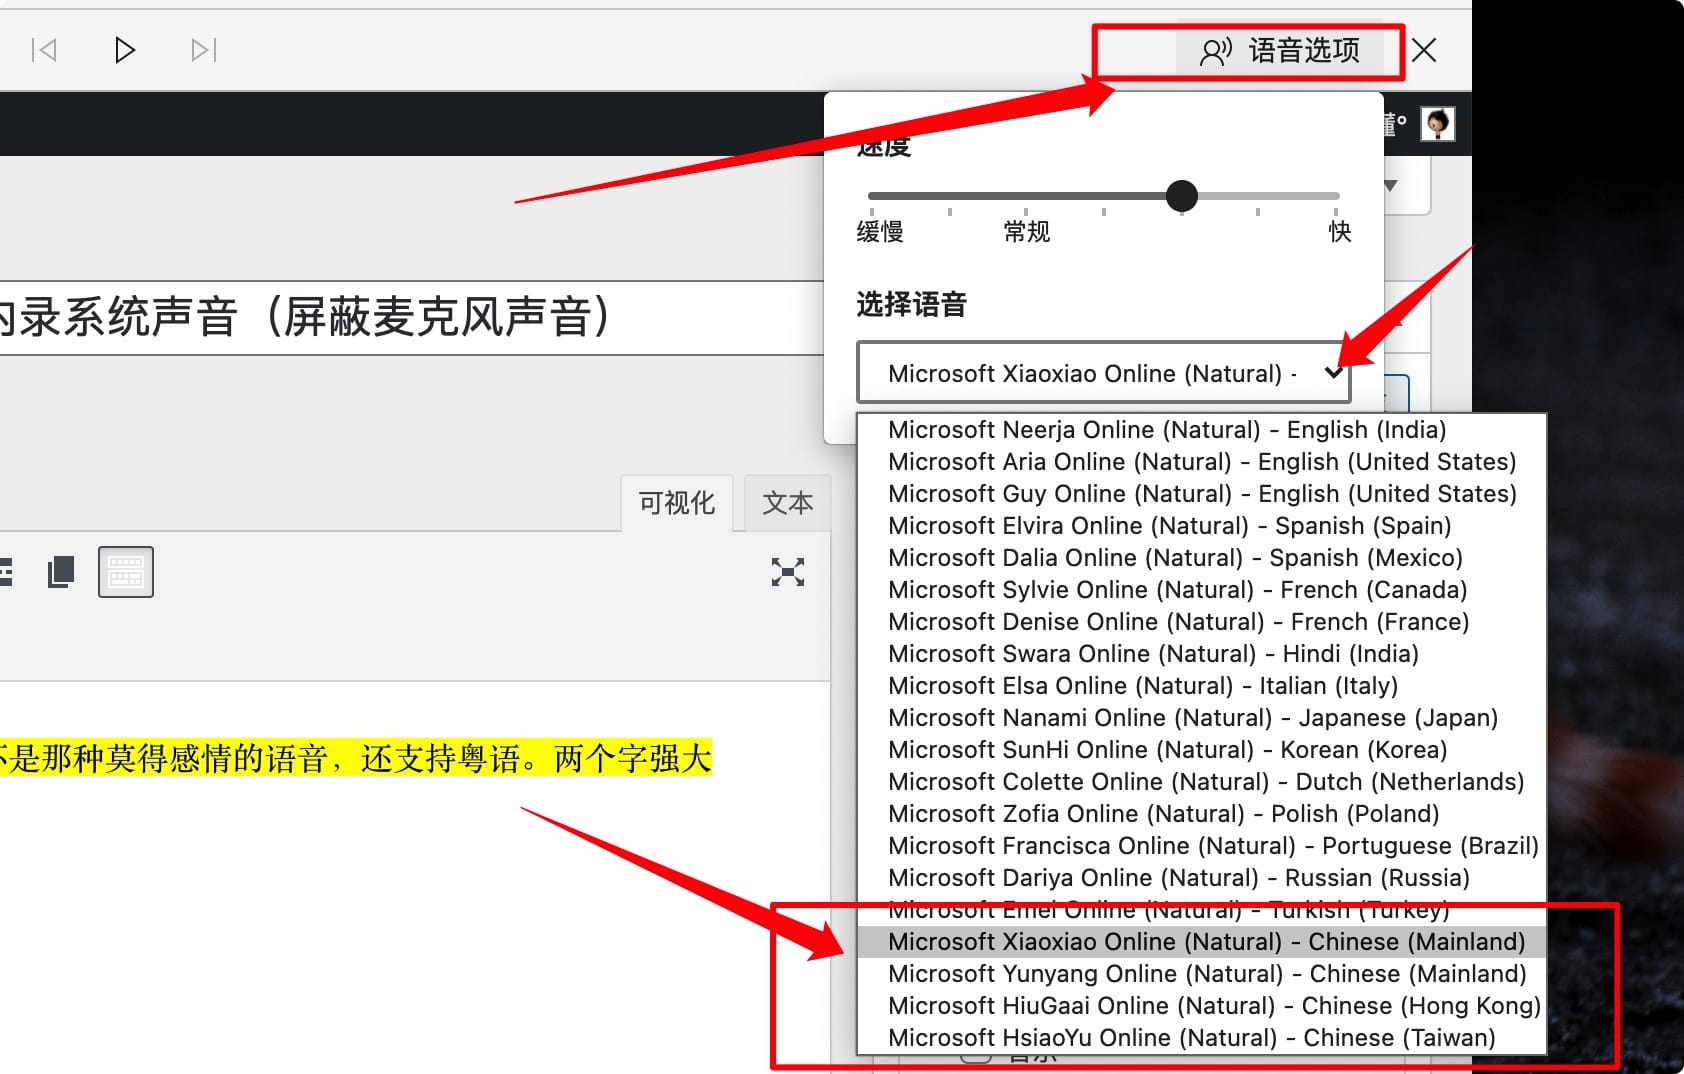 语音选项
懂°
速度
缓慢 常规 快
选择语音
内录系统声音（屏蔽麦克风声音）
Microsoft Xiaoxiao Online (Natural) -
Microsoft Neerja Online (Natural) - English (India)
Microsoft Aria Online (Natural) - English (United States)
Microsoft Guy Online (Natural) - English (United States)
Microsoft Elvira Online (Natural) - Spanish (Spain)
Microsoft Dalia Online (Natural) - Spanish (Mexico)
Microsoft Sylvie Online (Natural) - French (Canada)
Microsoft Denise Online (Natural) - French (France)
Microsoft Swara Online (Natural) - Hindi (India)
Microsoft Elsa Online (Natural) - Italian (Italy)
Microsoft Nanami Online (Natural) - Japanese (Japan)
Microsoft SunHi Online (Natural) - Korean (Korea)
Microsoft Colette Online (Natural) - Dutch (Netherlands)
Microsoft Zofia Online (Natural) - Polish (Poland)
Microsoft Francisca Online (Natural) - Portuguese (Brazil)
Microsoft Dariya Online (Natural) - Russian (Russia)
Microsoft Emel Online (Natural) - Turkish (Turkey)
Microsoft Xiaoxiao Online (Natural) - Chinese (Mainland)
Microsoft Yunyang Online (Natural) - Chinese (Mainland)
Microsoft HiuGaai Online (Natural) - Chinese (Hong Kong)
Microsoft HsiaoYu Online (Natural) - Chinese (Taiwan)
可视化 文本
不是那种莫得感情的语音，还支持粤语。两个字强大